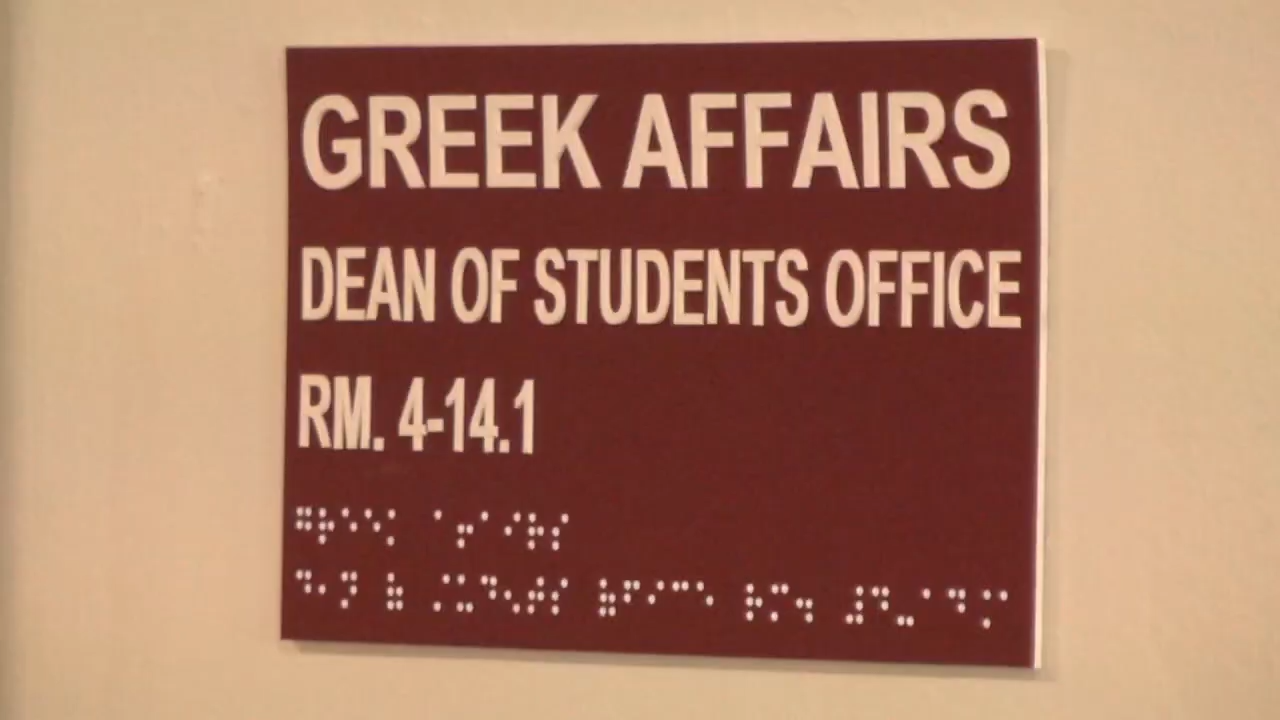 GREEK AFFAIRS
DEAN OF STUDENTS OFFICE
RM. 4-14.1